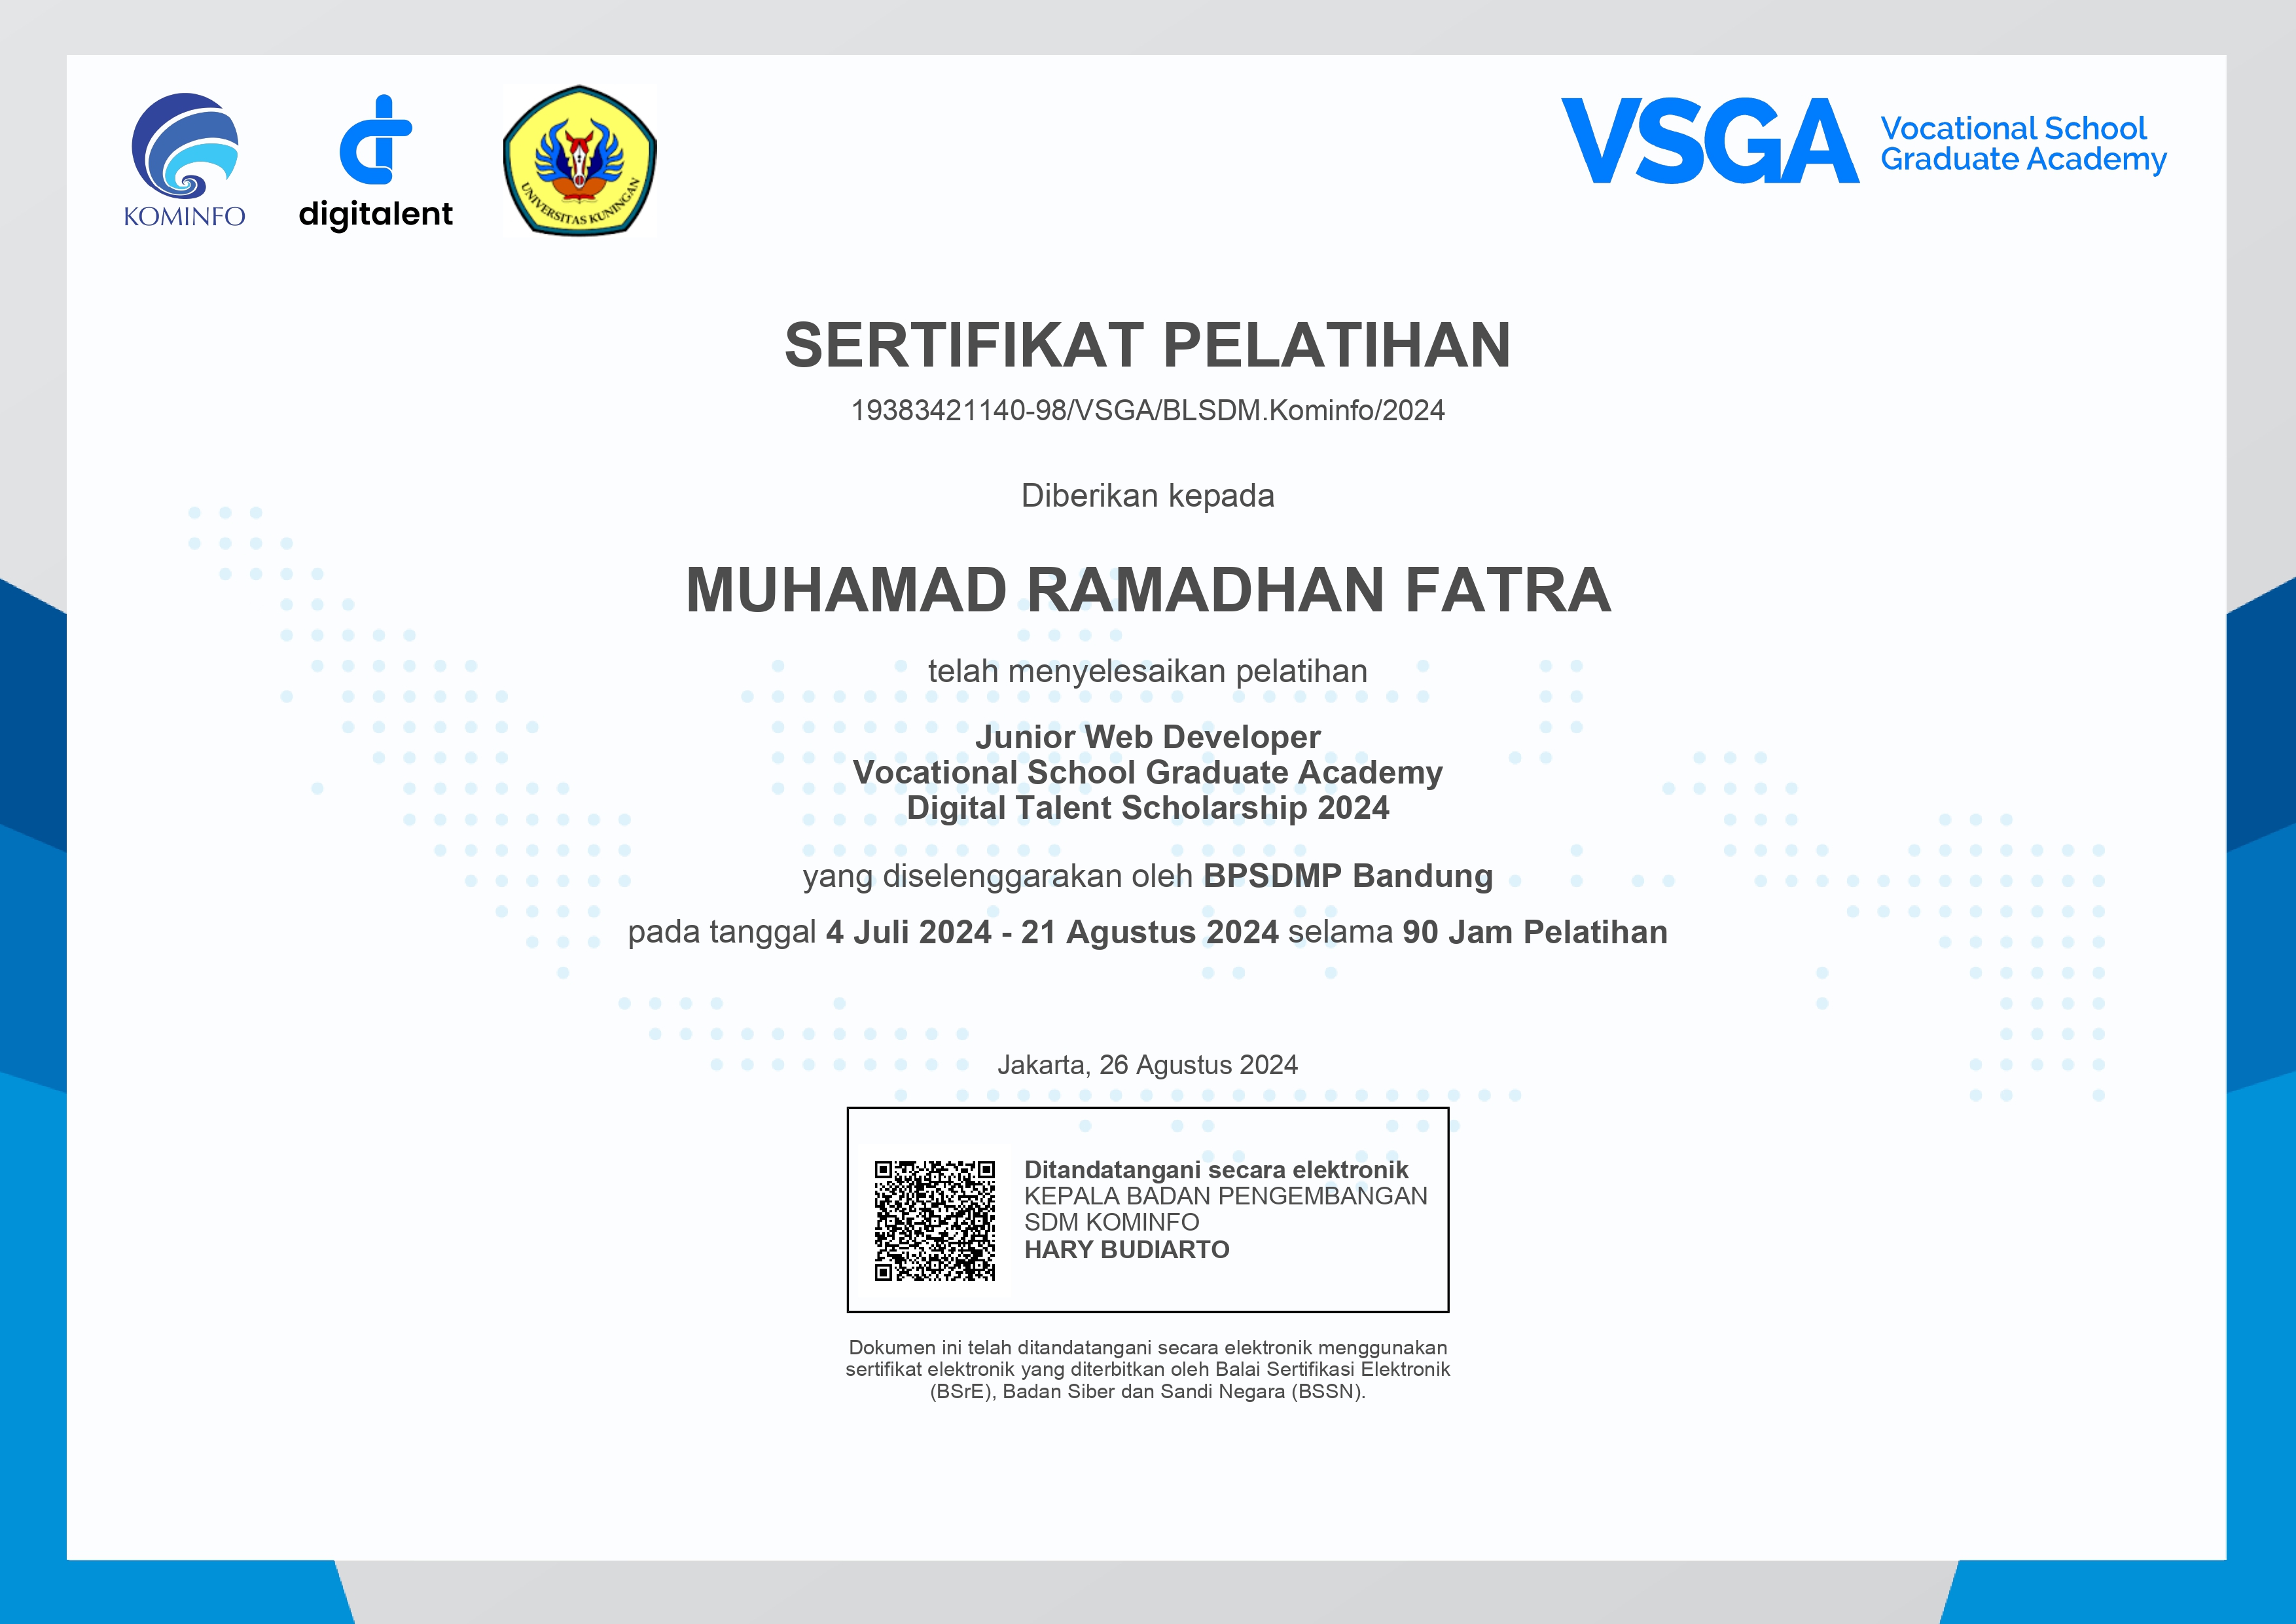 KOMINFO
digitalent
UNIVERSITAS KUNINGAN
VSGA
Vocational School
Graduate Academy
SERTIFIKAT PELATIHAN
19383421140-98/VSGA/BLSDM.Kominfo/2024
Diberikan kepada
MUHAMAD RAMADHAN FATRA
telah menyelesaikan pelatihan
Junior Web Developer
Vocational School Graduate Academy
Digital Talent Scholarship 2024
yang diselenggarakan oleh BPSDMP Bandung
pada tanggal 4 Juli 2024 - 21 Agustus 2024 selama 90 Jam Pelatihan
Jakarta, 26 Agustus 2024
Ditandatangani secara elektronik
KEPALA BADAN PENGEMBANGAN
SDM KOMINFO
HARY BUDIARTO
Dokumen ini telah ditandatangani secara elektronik menggunakan
sertifikat elektronik yang diterbitkan oleh Balai Sertifikasi Elektronik
(BSrE), Badan Siber dan Sandi Negara (BSSN).